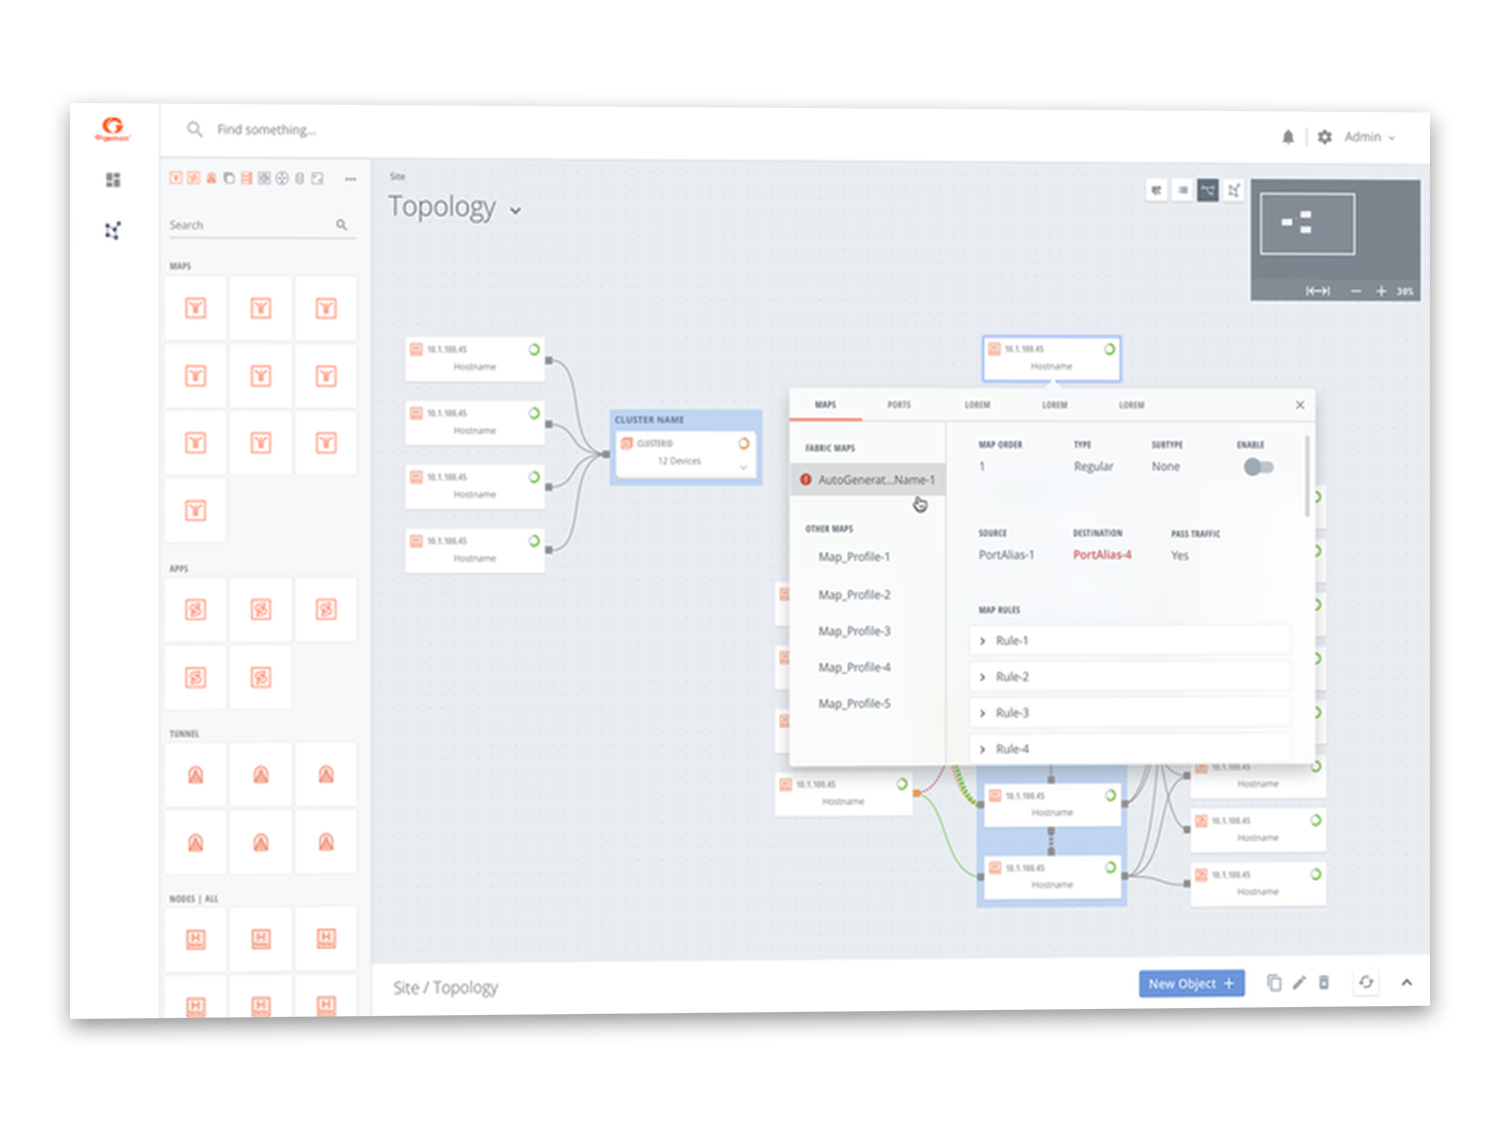 Gigamon
Find something...
Admin
Search
MAPS
APPS
TUNNEL
NODES | ALL
Site
Topology
30%
10.1.100.45
Hostname
10.1.100.45
Hostname
10.1.100.45
Hostname
10.1.100.45
Hostname
CLUSTER NAME
CLUSTERID
12 Devices
10.1.100.45
Hostname
MAPS PORTS LOREM LOREM LOREM
FABRIC MAPS
AutoGenerat...Name-1
OTHER MAPS
Map_Profile-1
Map_Profile-2
Map_Profile-3
Map_Profile-4
Map_Profile-5
MAP ORDER TYPE SUBTYPE ENABLE
1 Regular None
SOURCE DESTINATION PASS TRAFFIC
PortAlias-1 PortAlias-4 Yes
MAP RULES
Rule-1
Rule-2
Rule-3
Rule-4
10.1.100.45
Hostname
10.1.100.45
Hostname
10.1.100.45
Hostname
10.1.100.45
Hostname
10.1.100.45
Hostname
10.1.100.45
Hostname
Site / Topology
New Object +